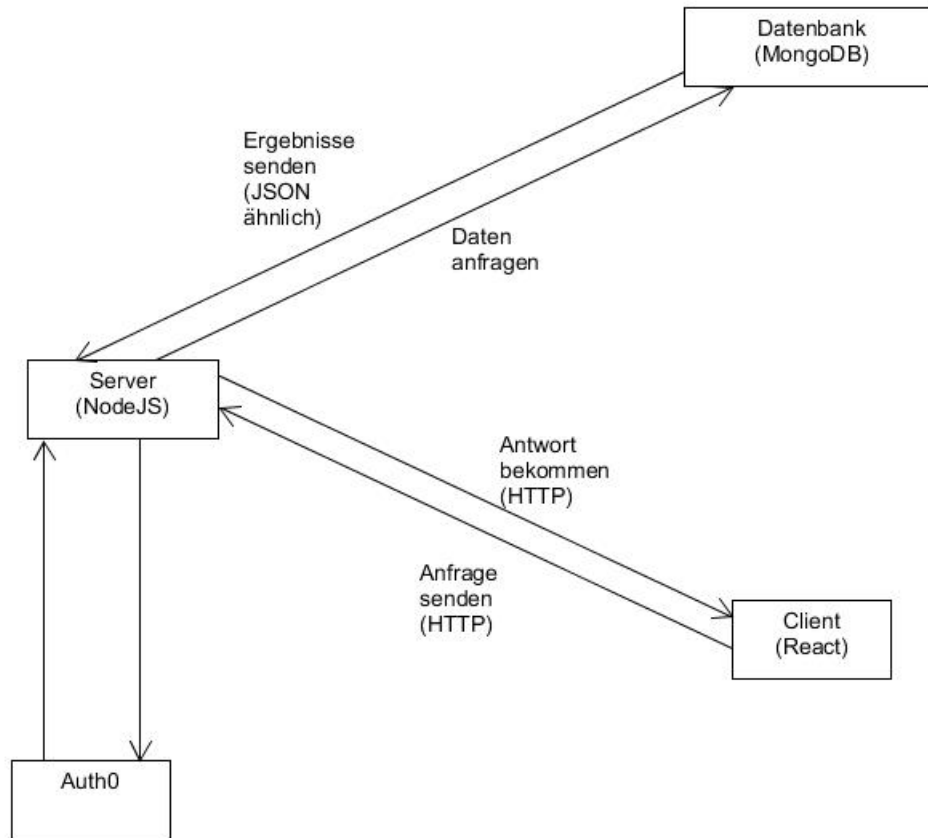 Datenbank
(MongoDB)
Ergebnisse
senden
(JSON
ähnlich)
Daten
anfragen
Server
(NodeJS)
Antwort
bekommen
(HTTP)
Anfrage
senden
(HTTP)
Client
(React)
Auth0